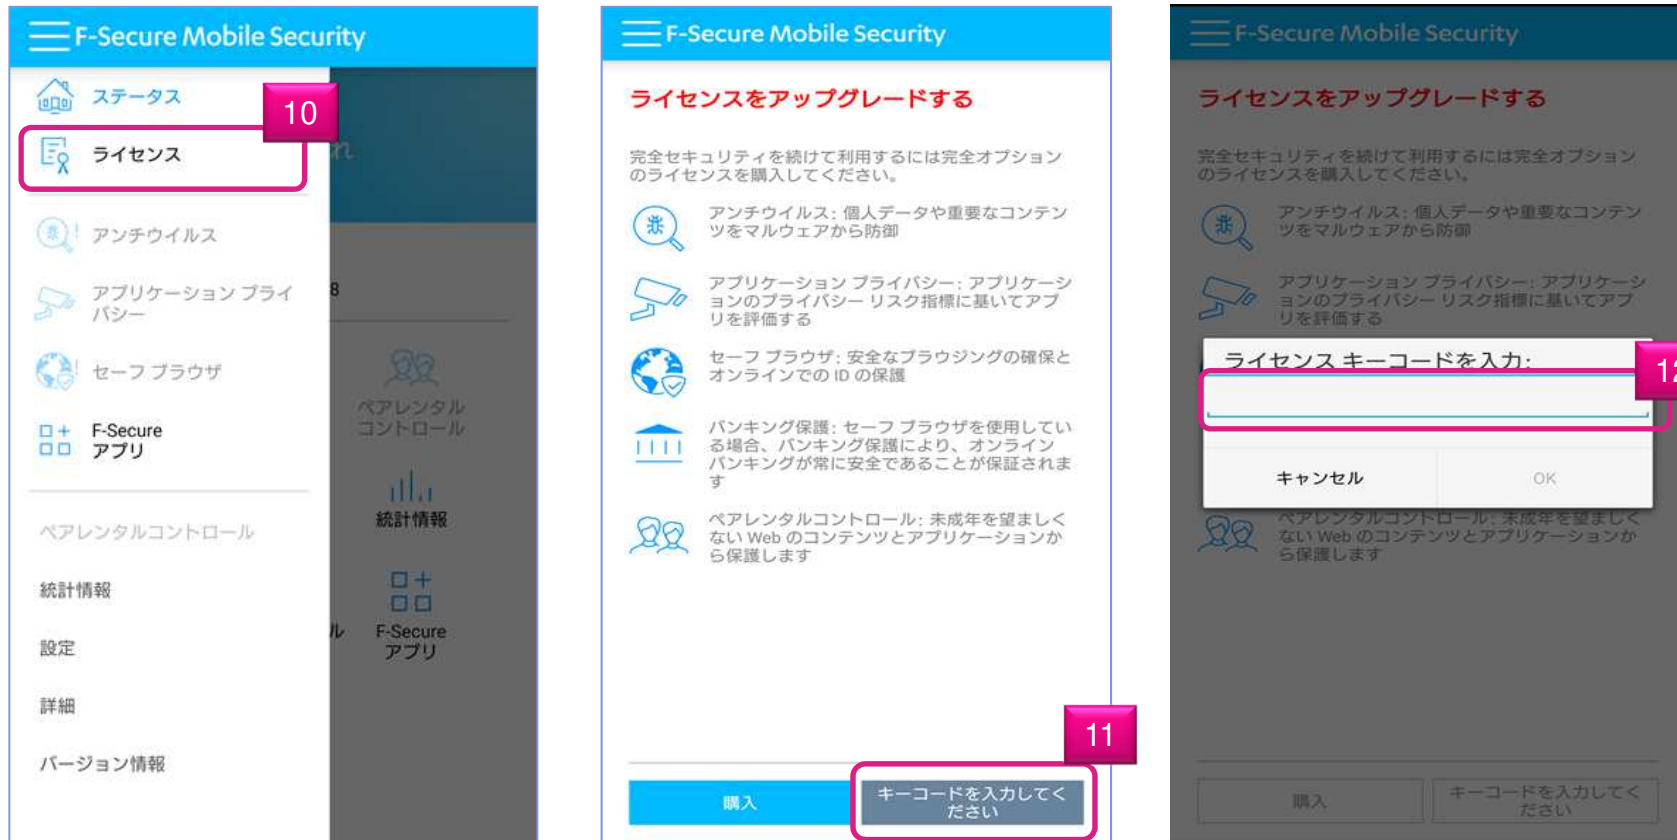 F-Secure Mobile Security
ステータス
10
ライセンス
アンチウイルス
アプリケーション プライ
バシー
8
セーフ ブラウザ
F-Secure
アプリ
ペアレンタルコントロール
統計情報
設定
詳細
バージョン情報
ペアレンタル
コントロール
統計情報
ル
F-Secure
アプリ
F-Secure Mobile Security
ライセンスをアップグレードする
完全セキュリティを続けて利用するには完全オプション
のライセンスを購入してください。
アンチウイルス: 個人データや重要なコンテン
ツをマルウェアから防御
アプリケーション プライバシー: アプリケーシ
ョンのプライバシー リスク指標に基いてアプ
リを評価する
セーフ ブラウザ: 安全なブラウジングの確保と
オンラインでの ID の保護
バンキング保護: セーフ ブラウザを使用してい
る場合、バンキング保護により、オンライン
バンキングが常に安全であることが保証されま
す
ペアレンタルコントロール: 未成年を望ましく
ない Web のコンテンツとアプリケーションか
ら保護します
11
購入
キーコードを入力してく
ださい
F-Secure Mobile Security
ライセンスをアップグレードする
完全セキュリティを続けて利用するには完全オプション
のライセンスを購入してください。
アンチウイルス: 個人データや重要なコンテン
ツをマルウェアから防御
アプリケーション プライバシー: アプリケーシ
ョンのプライバシー リスク指標に基いてアプ
リを評価する
ライセンス キーコードを入力:
12
キャンセル
OK
ペアレンタルコントロール: 未成年を望ましく
ない Web のコンテンツとアプリケーションか
ら保護します
購入
キーコードを入力してく
ださい